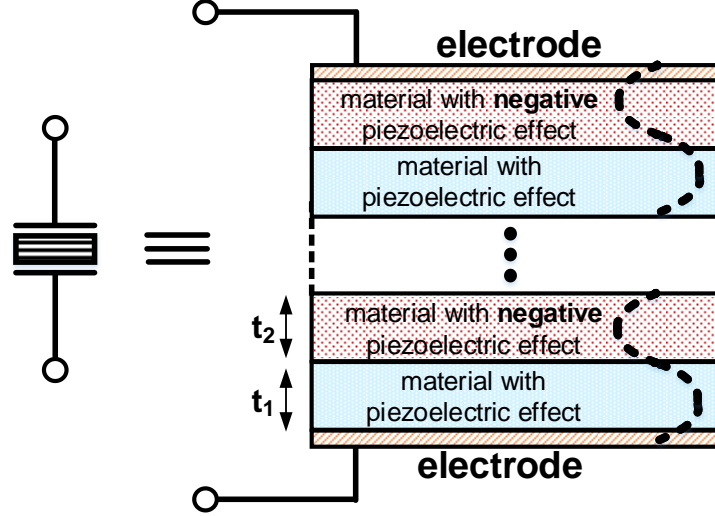 electrode
material with negative
piezoelectric effect
material with
piezoelectric effect
material with negative
piezoelectric effect
t2
material with
piezoelectric effect
t1
electrode